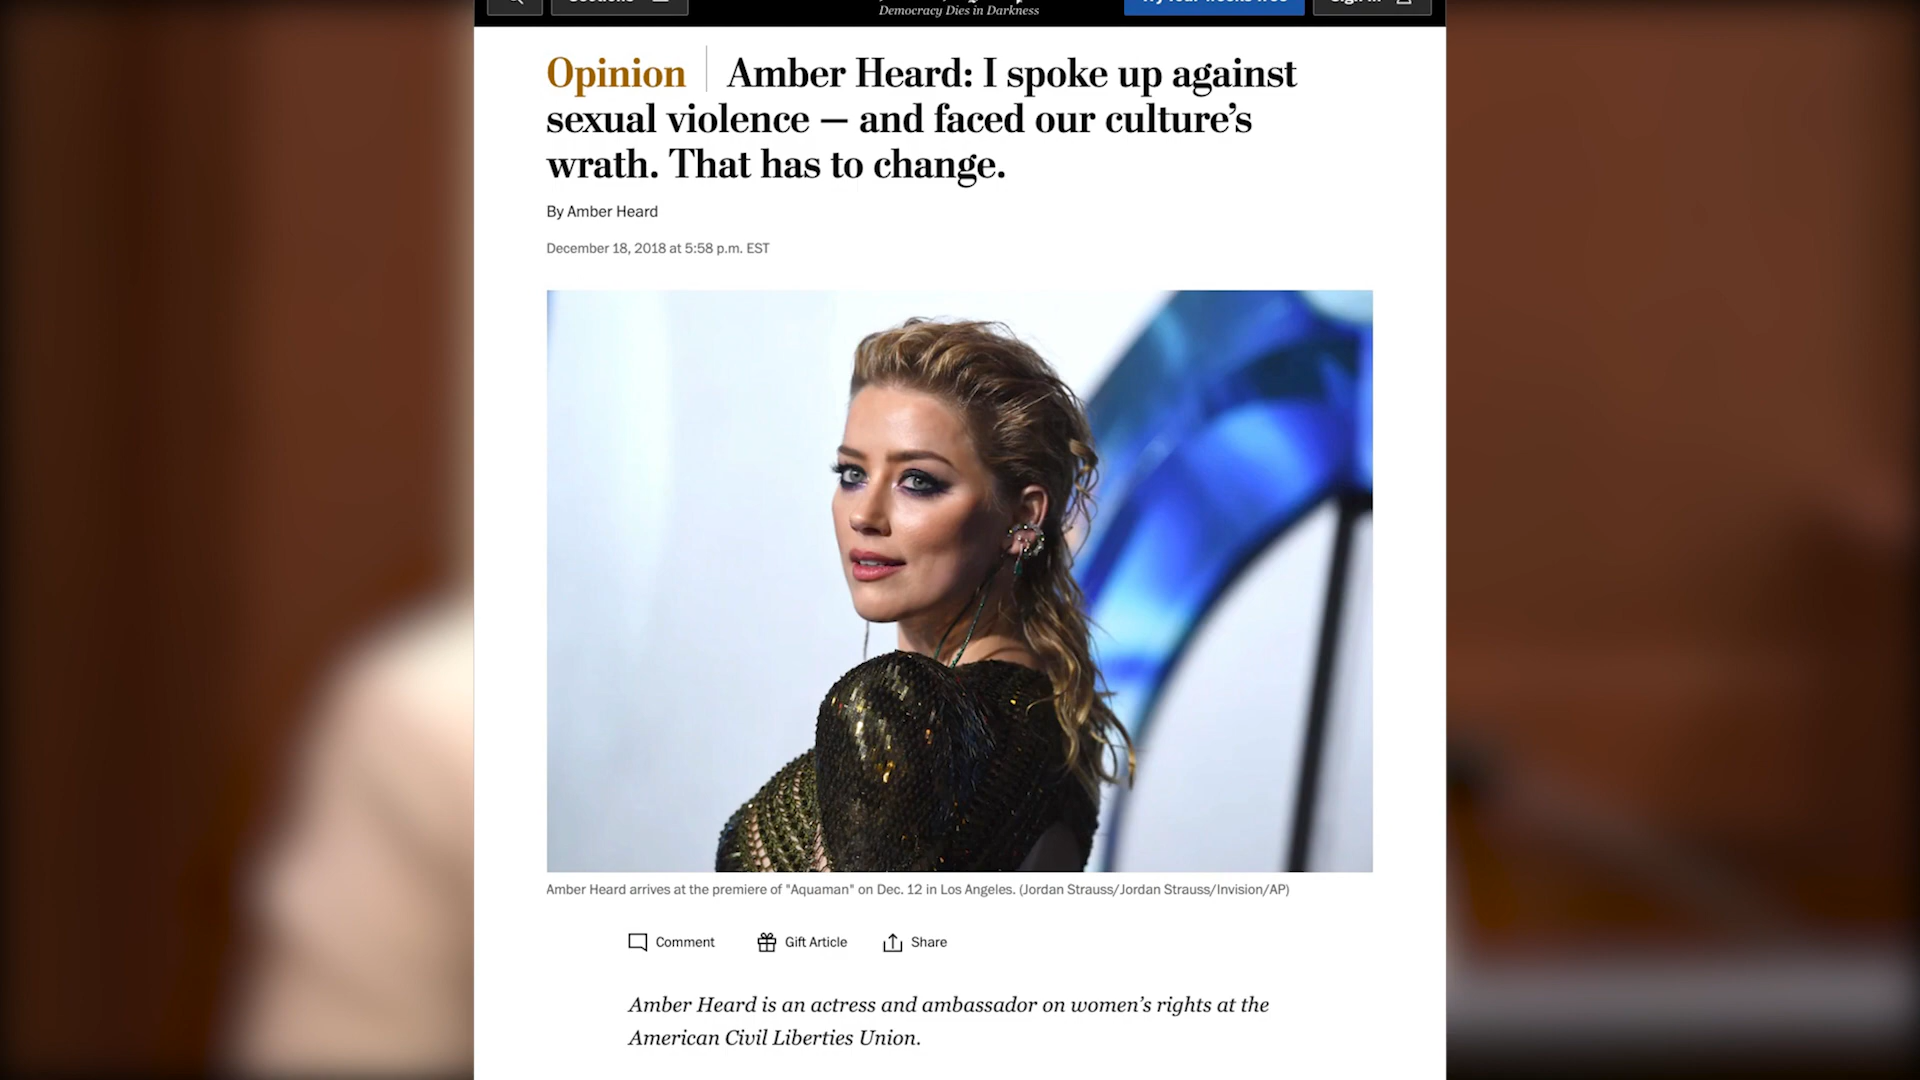 Democracy Dies in Darkness
Opinion Amber Heard: I spoke up against
sexual violence — and faced our culture’s
wrath. That has to change.
By Amber Heard
December 18, 2018 at 5:58 p.m. EST
Amber Heard arrives at the premiere of "Aquaman" on Dec. 12 in Los Angeles. (Jordan Strauss/Jordan Strauss/Invision/AP)
Comment Gift Article Share
Amber Heard is an actress and ambassador on women’s rights at the
American Civil Liberties Union.